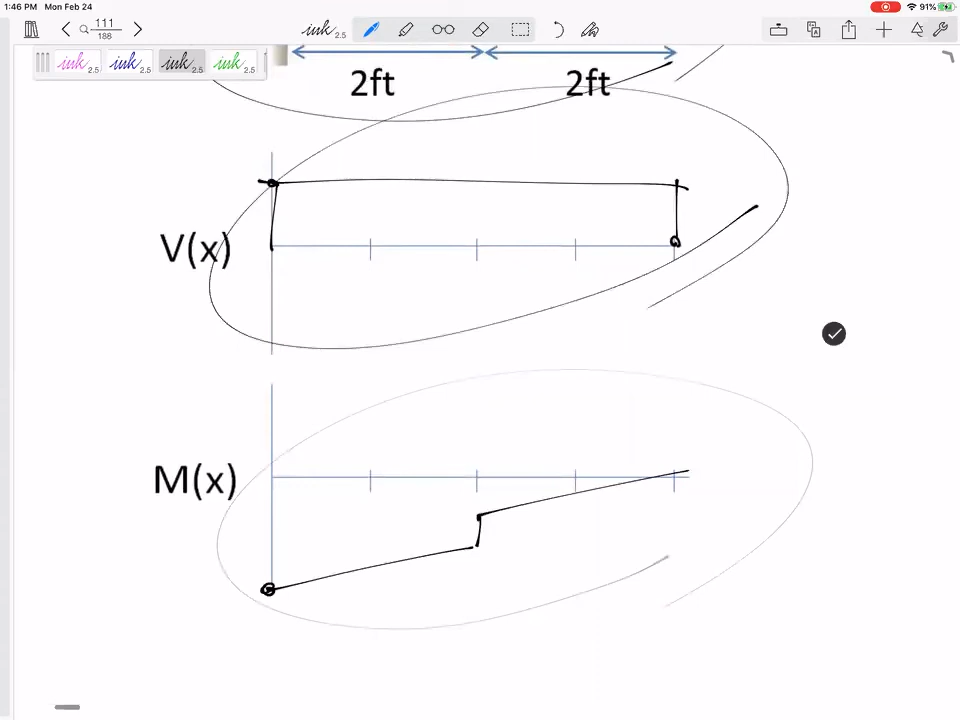 1:46 PM Mon Feb 24
91%
111
188
ink 2.5
ink 2.5
ink 2.5
ink 2.5
ink 2.5
2ft
2ft
V(x)
M(x)